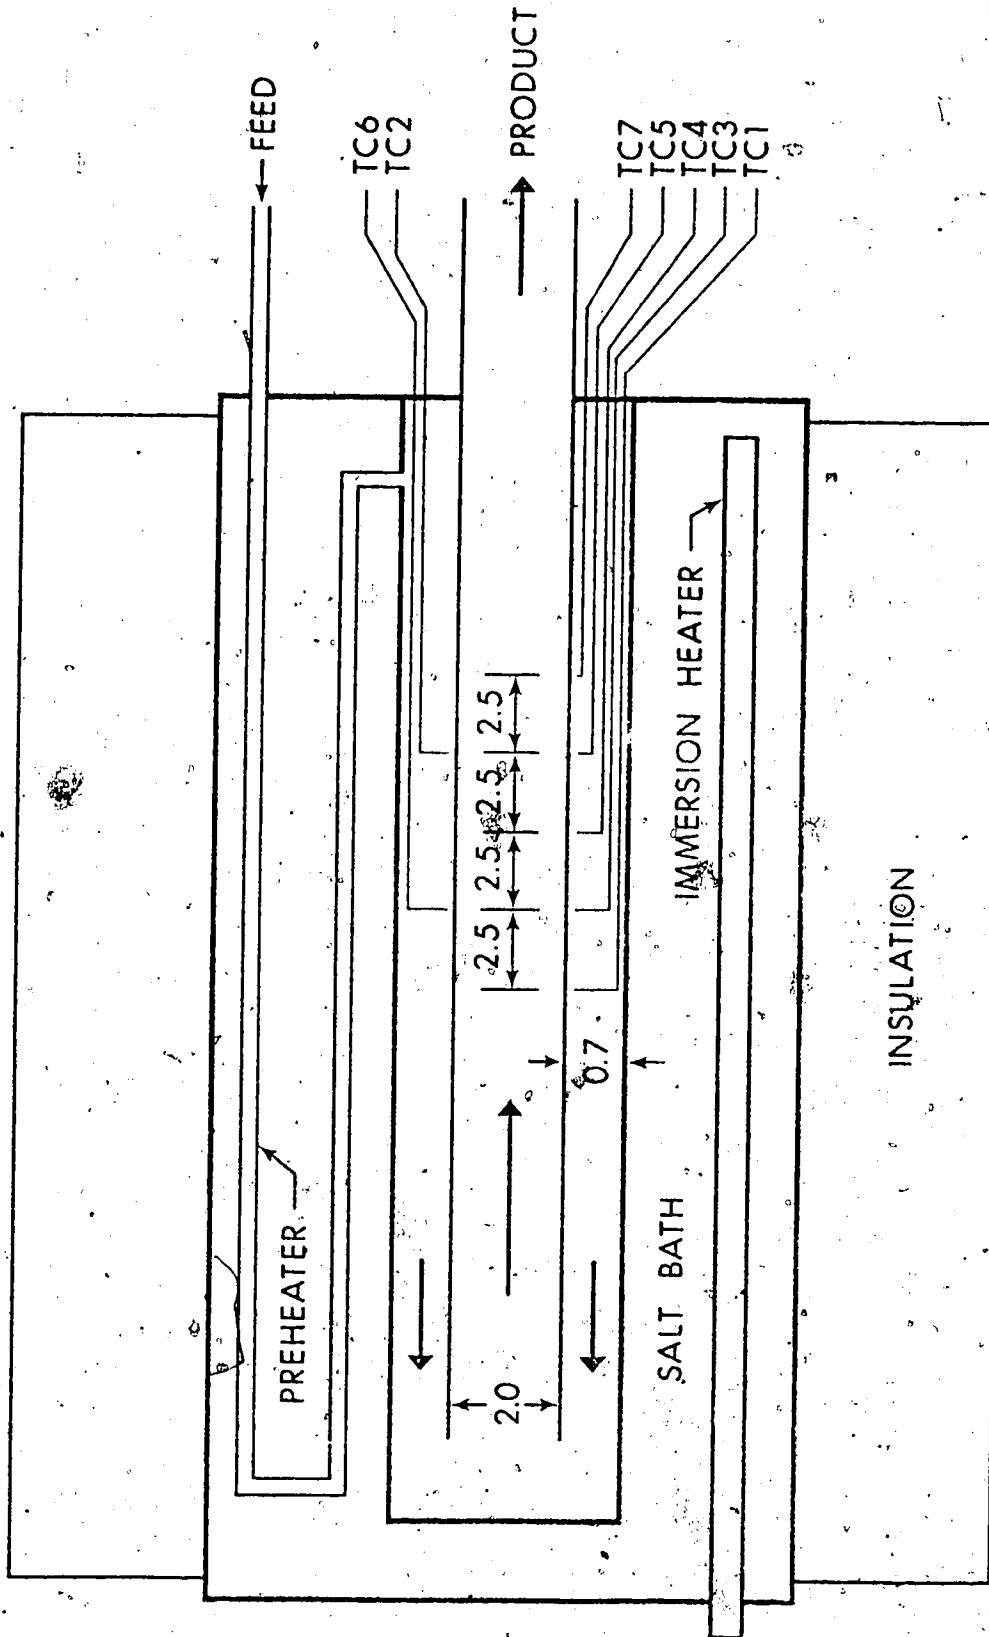 FEED
TC6
TC2
PRODUCT
TC7
TC5
TC4
TC3
TC1
PREHEATER
2.5
2.5
2.5
2.5
2.0
0.7
SALT BATH
IMMERSION HEATER
INSULATION